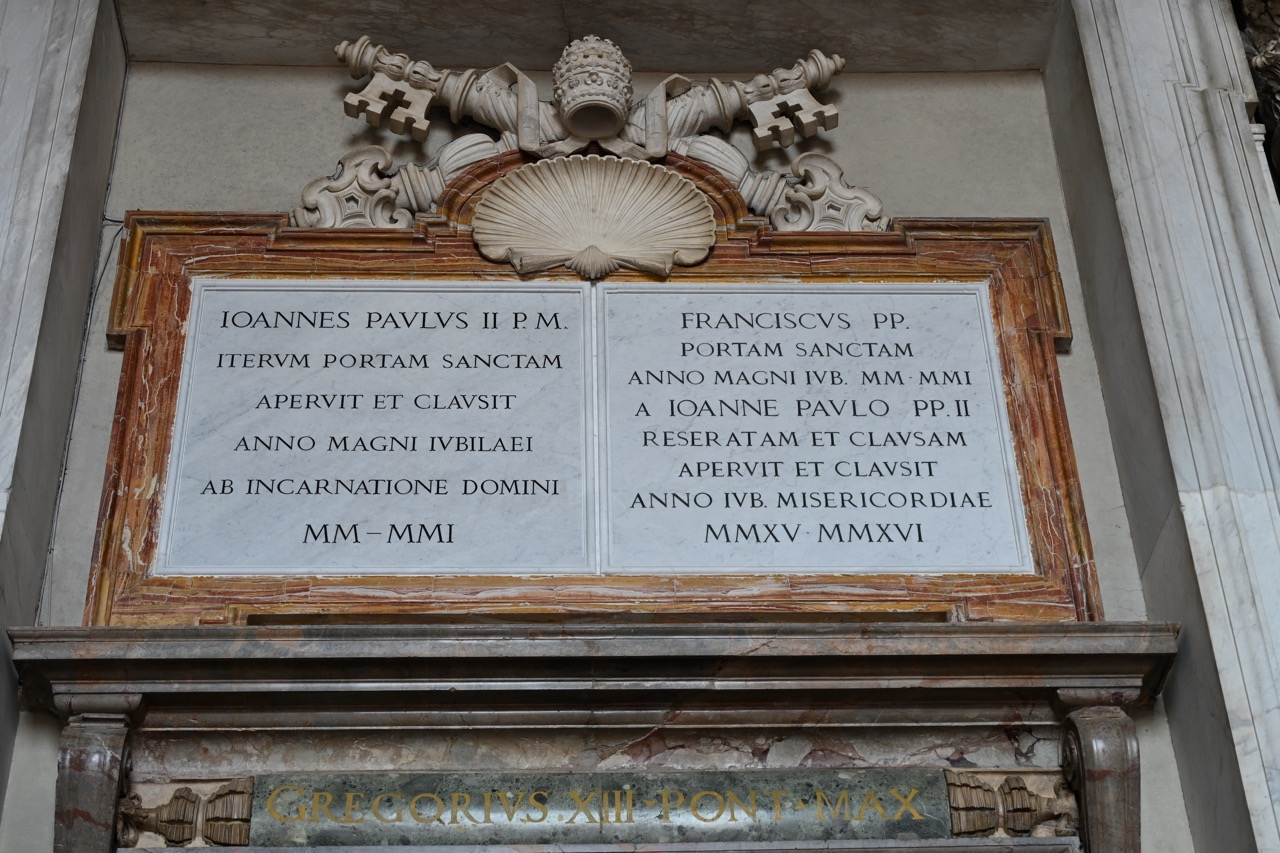 IOANNES PAVLVS II P. M.
ITERVM PORTAM SANCTAM
APERVIT ET CLAVSIT
ANNO MAGNI IVBILAEI
AB INCARNATIONE DOMINI
MM–MMI
FRANCISCVS PP.
PORTAM SANCTAM
ANNO MAGNI IVB. MM·MMI
A IOANNE PAVLO PP. II
RESERATAM ET CLAVSAM
APERVIT ET CLAVSIT
ANNO IVB. MISERICORDIAE
MMXV·MMXVI
GREGORIVS·XIII·PONT·MAX